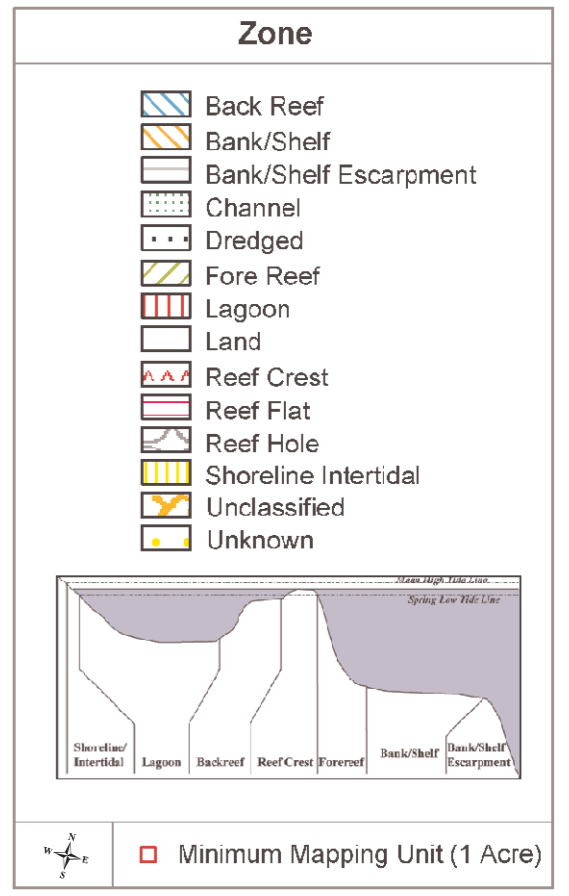 Zone
Back Reef
Bank/Shelf
Bank/Shelf Escarpment
Channel
Dredged
Fore Reef
Lagoon
Land
Reef Crest
Reef Flat
Reef Hole
Shoreline Intertidal
Unclassified
Unknown
Mean High Tide Line
Spring Low Tide Line
Shoreline/
Intertidal
Lagoon
Backreef
Reef Crest
Forereef
Bank/Shelf
Bank/Shelf
Escarpment
N
W
E
S
Minimum Mapping Unit (1 Acre)